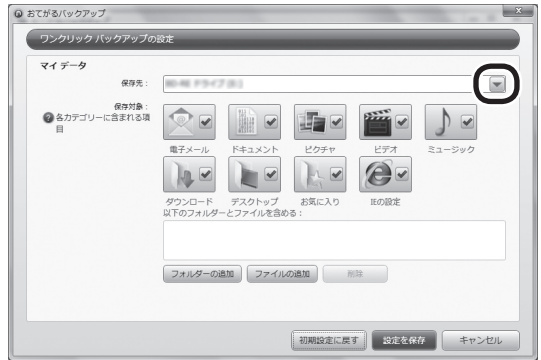 おてがるバックアップ
ワンクリック バックアップの設定
マイ データ
保存先：
保存対象：
各カテゴリーに含まれる項
目
電子メール ドキュメント ピクチャ ビデオ ミュージック
ダウンロード デスクトップ お気に入り IEの設定
以下のフォルダーとファイルを含める：
フォルダーの追加 ファイルの追加 削除
初期設定に戻す 設定を保存 キャンセル